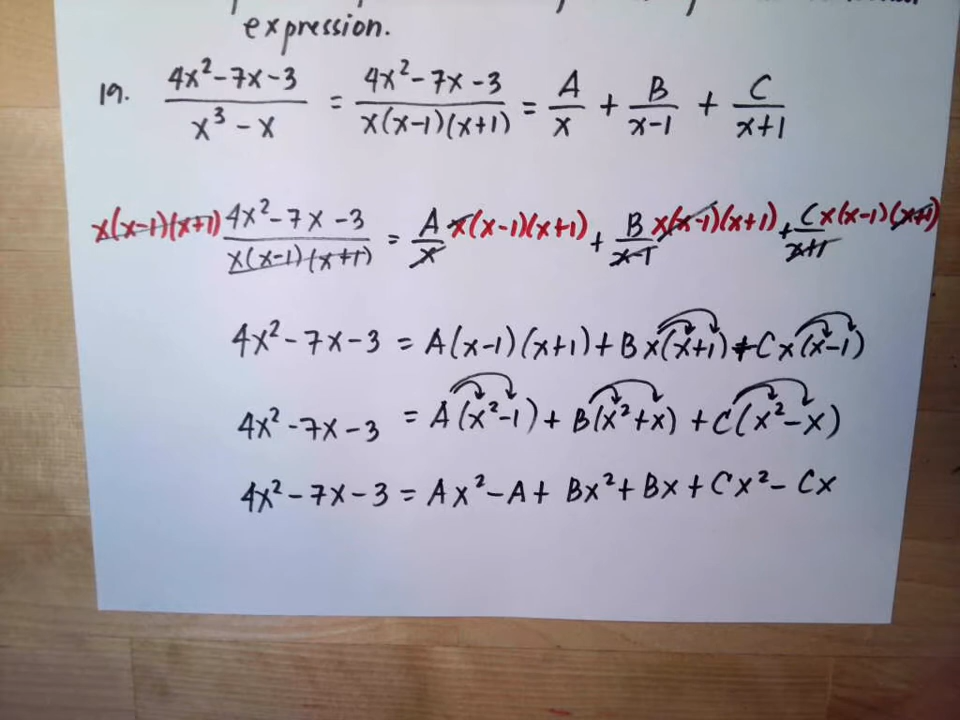 expression.
19. (4x²-7x-3)/(x³-x) = (4x²-7x-3)/(x(x-1)(x+1)) = A/x + B/(x-1) + C/(x+1)
x(x-1)(x+1) (4x²-7x-3)/(x(x-1)(x+1)) = A/x x(x-1)(x+1) + B/(x-1) x(x-1)(x+1) + C/(x+1) x(x-1)(x+1)
4x²-7x-3 = A(x-1)(x+1)+Bx(x+1)+Cx(x-1)
4x²-7x-3 = A(x²-1)+B(x²+x)+C(x²-x)
4x²-7x-3 = Ax²-A+Bx²+Bx+Cx²-Cx